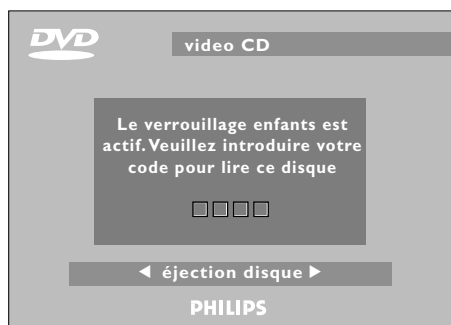 DVD
video CD
Le verrouillage enfants est
actif. Veuillez introduire votre
code pour lire ce disque
◀ éjection disque ▶
PHILIPS